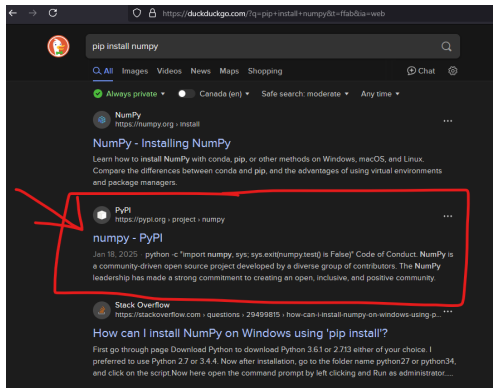 https://duckduckgo.com/?q=pip+install+numpy&t=ffab&ia=web
pip install numpy
All Images Videos News Maps Shopping Chat
Always private Canada (en) Safe search: moderate Any time
NumPy
https://numpy.org › install
NumPy - Installing NumPy
Learn how to install NumPy with conda, pip, or other methods on Windows, macOS, and Linux.
Compare the differences between conda and pip, and the advantages of using virtual environments
and package managers.
PyPI
https://pypi.org › project › numpy
numpy - PyPI
Jan 18, 2025 · python -c "import numpy, sys; sys.exit(numpy.test() is False)" Code of Conduct. NumPy is
a community-driven open source project developed by a diverse group of contributors. The NumPy
leadership has made a strong commitment to creating an open, inclusive, and positive community.
Stack Overflow
https://stackoverflow.com › questions › 29499815 › how-can-i-install-numpy-on-windows-using-p...
How can I install NumPy on Windows using 'pip install'?
First go through page Download Python to download Python 3.6.1 or 2.7.13 either of your choice. I
preferred to use Python 2.7 or 3.4.4. Now after installation, go to the folder name python27 or python34,
and click on the script.Now here open the command prompt by left clicking and Run as administrator....